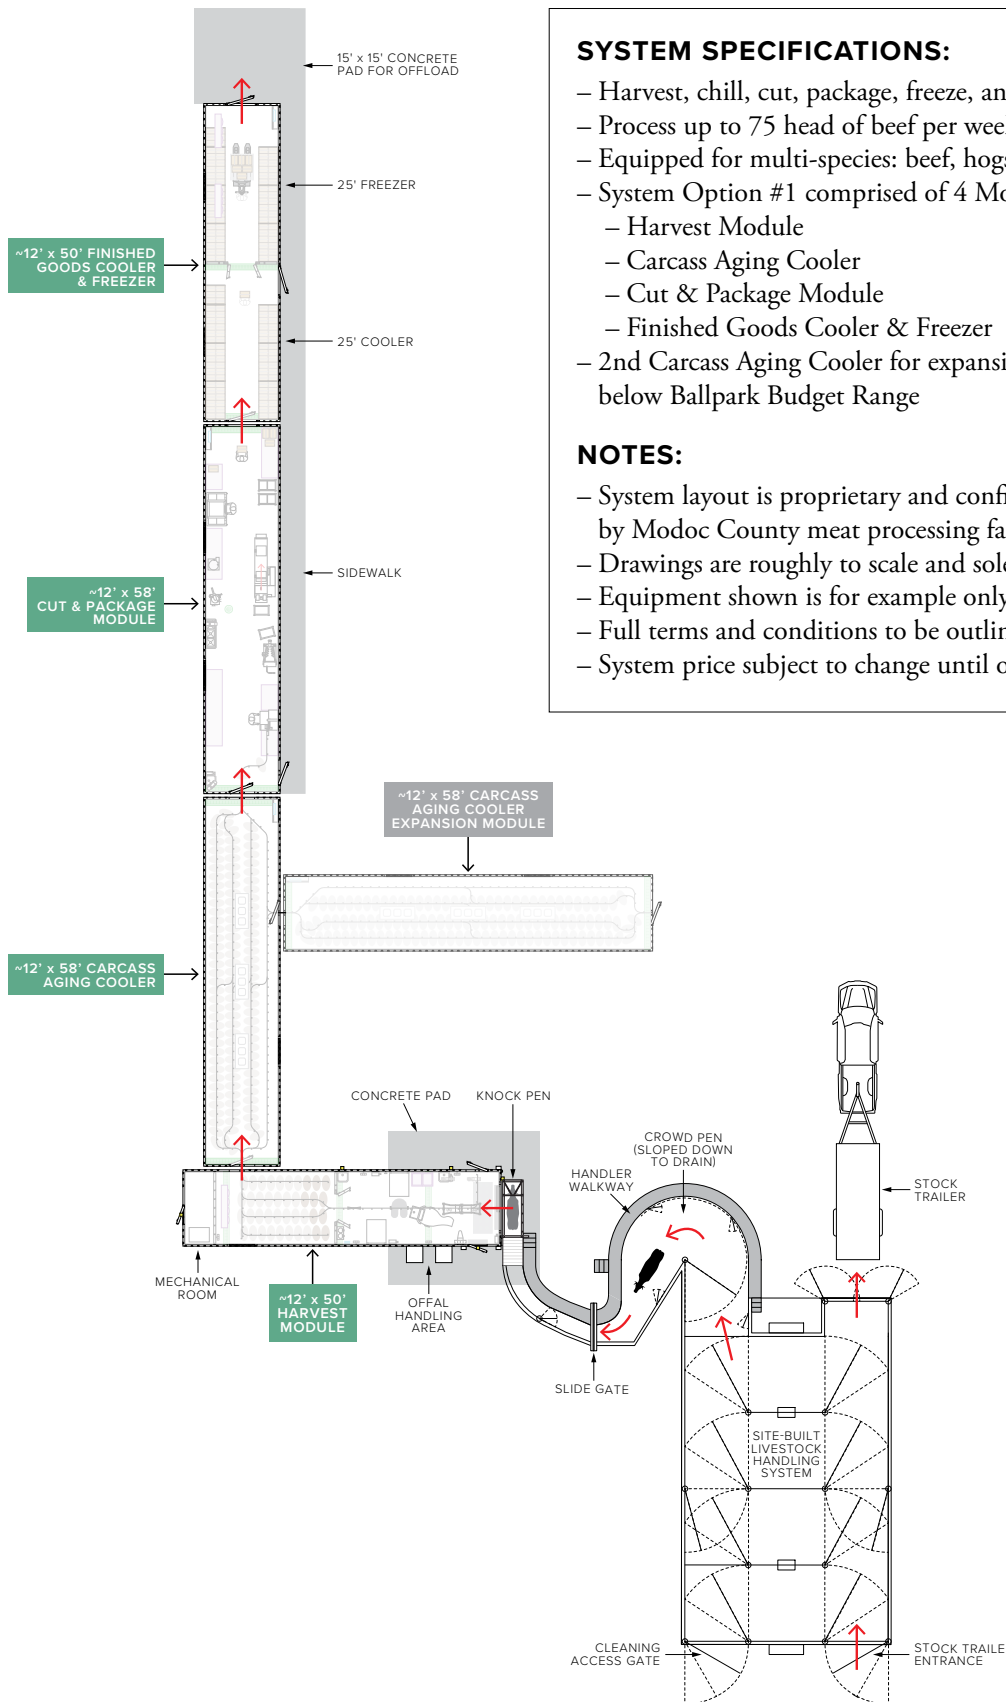 15' x 15' CONCRETE
PAD FOR OFFLOAD
25' FREEZER
~12' x 50' FINISHED
GOODS COOLER
& FREEZER
25' COOLER
~12' x 58'
CUT & PACKAGE
MODULE
SIDEWALK
~12' x 58' CARCASS
AGING COOLER
EXPANSION MODULE
~12' x 58' CARCASS
AGING COOLER
CONCRETE PAD
KNOCK PEN
CROWD PEN
(SLOPED DOWN
TO DRAIN)
HANDLER
WALKWAY
STOCK
TRAILER
MECHANICAL
ROOM
~12' x 50'
HARVEST
MODULE
OFFAL
HANDLING
AREA
SLIDE GATE
SITE-BUILT
LIVESTOCK
HANDLING
SYSTEM
CLEANING
ACCESS GATE
STOCK TRAILE
ENTRANCE
SYSTEM SPECIFICATIONS:
– Harvest, chill, cut, package, freeze, an
– Process up to 75 head of beef per wee
– Equipped for multi-species: beef, hogs
– System Option #1 comprised of 4 Mo
– Harvest Module
– Carcass Aging Cooler
– Cut & Package Module
– Finished Goods Cooler & Freezer
– 2nd Carcass Aging Cooler for expansi
below Ballpark Budget Range
NOTES:
– System layout is proprietary and confi
by Modoc County meat processing fa
– Drawings are roughly to scale and sole
– Equipment shown is for example only
– Full terms and conditions to be outlin
– System price subject to change until o